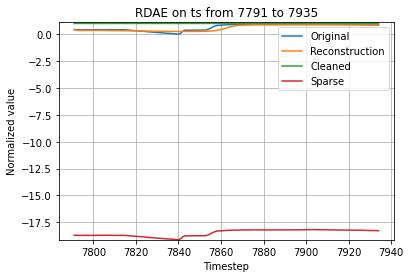 RDAE on ts from 7791 to 7935
Normalized value
0.0
−2.5
−5.0
−7.5
−10.0
−12.5
−15.0
−17.5
Original
Reconstruction
Cleaned
Sparse
7800 7820 7840 7860 7880 7900 7920 7940
Timestep